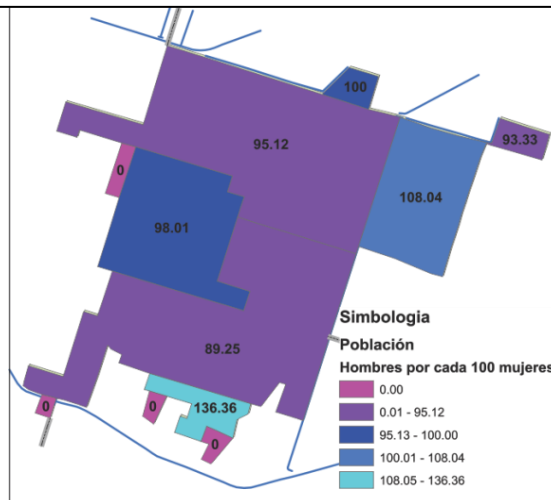 100
95.12
93.33
0
108.04
98.01
89.25
0
0
136.36
0
Simbologia
Población
Hombres por cada 100 mujeres
0.00
0.01 - 95.12
95.13 - 100.00
100.01 - 108.04
108.05 - 136.36